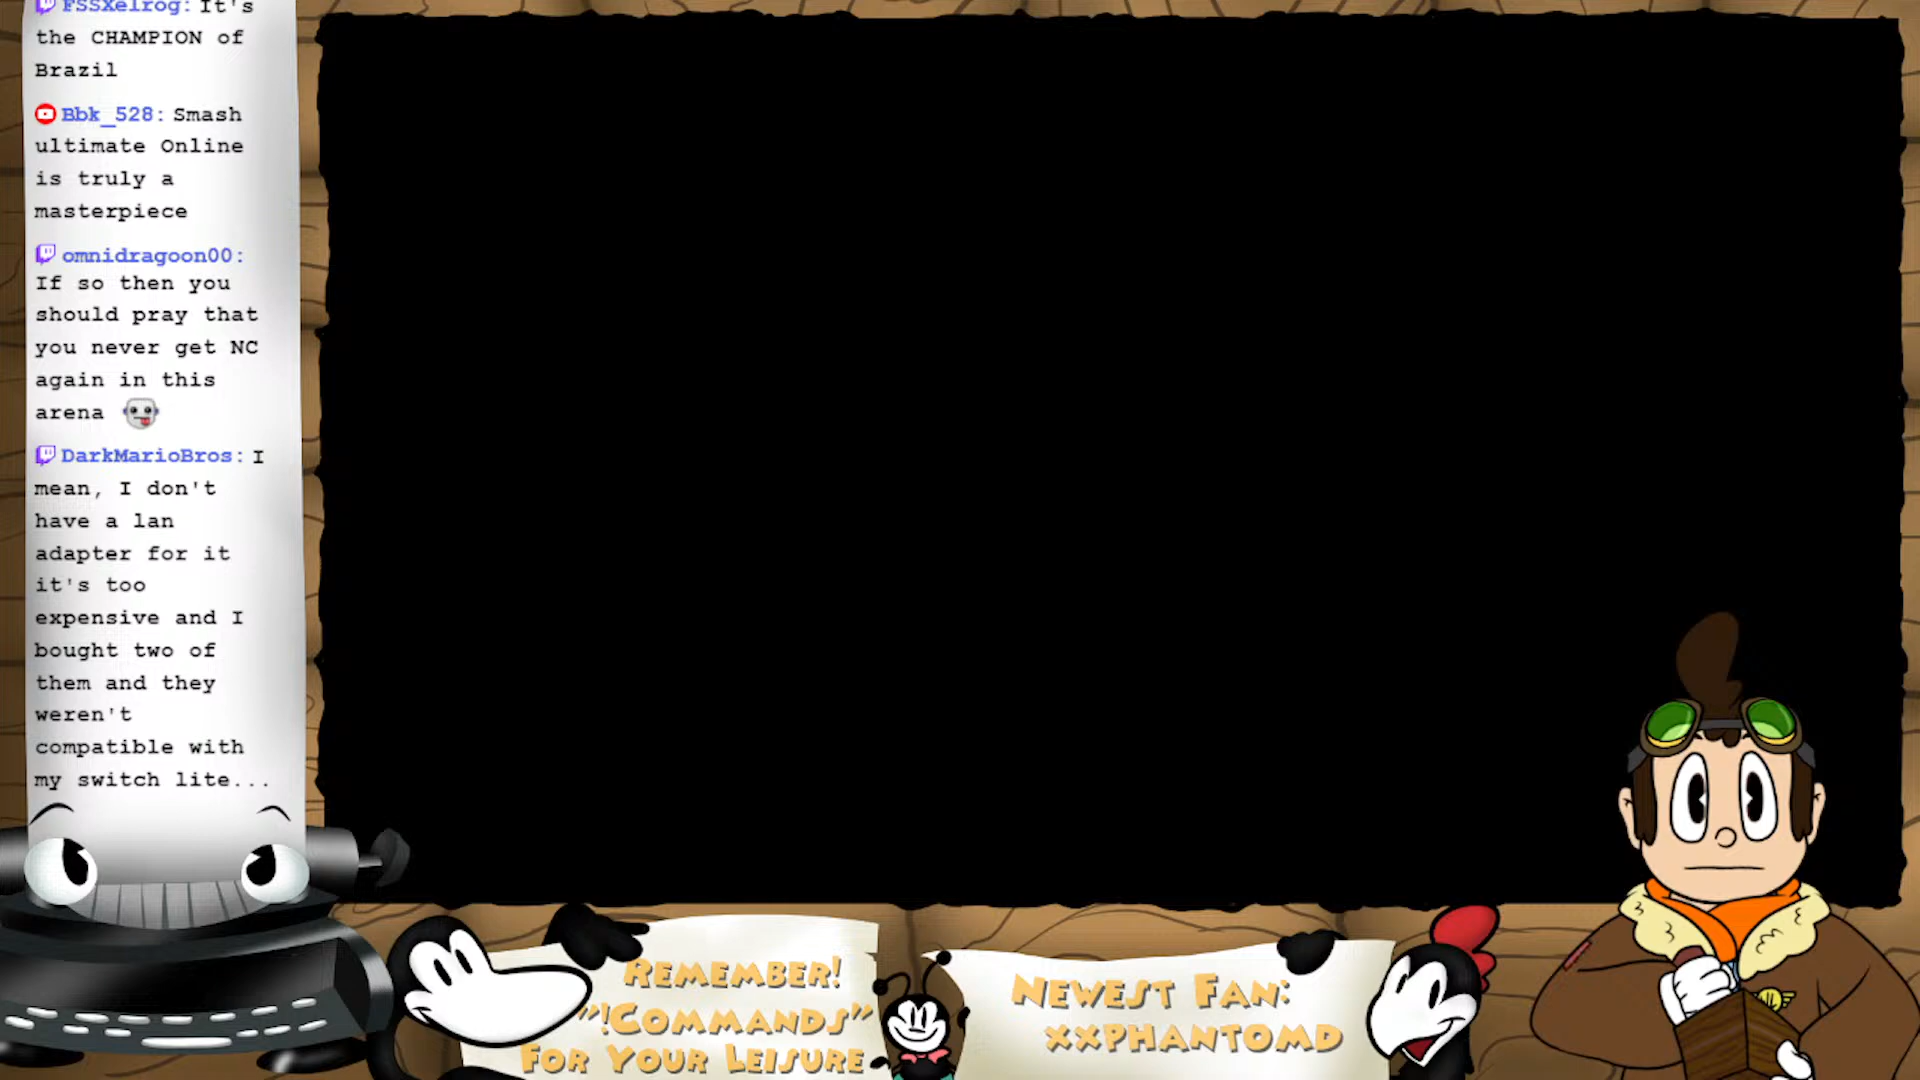 FSSXelrog: It's
the CHAMPION of
Brazil
Bbk_528: Smash
ultimate Online
is truly a
masterpiece
omnidragoon00:
If so then you
should pray that
you never get NC
again in this
arena
DarkMarioBros: I
mean, I don't
have a lan
adapter for it
it's too
expensive and I
bought two of
them and they
weren't
compatible with
my switch lite...
Remember!
"!Commands"
For Your Leisure
Newest Fan:
xxphantomd